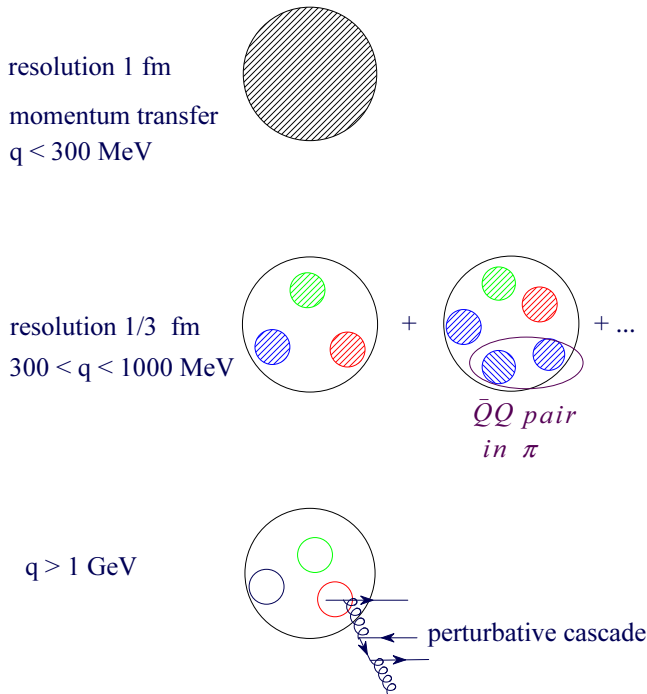 resolution 1 fm
momentum transfer
q < 300 MeV
resolution 1/3 fm
300 < q < 1000 MeV
+
+ ...
Q̄Q pair
in π
q > 1 GeV
perturbative cascade